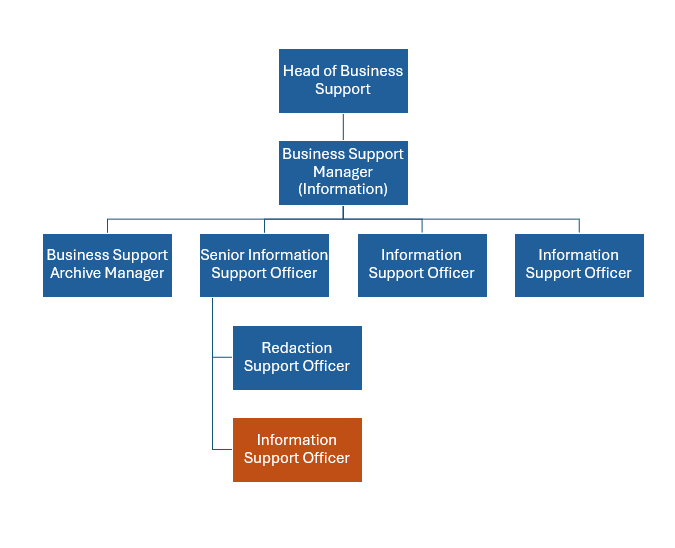 Head of Business
Support
Business Support
Manager
(Information)
Business Support
Archive Manager
Senior Information
Support Officer
Information
Support Officer
Information
Support Officer
Redaction
Support Officer
Information
Support Officer